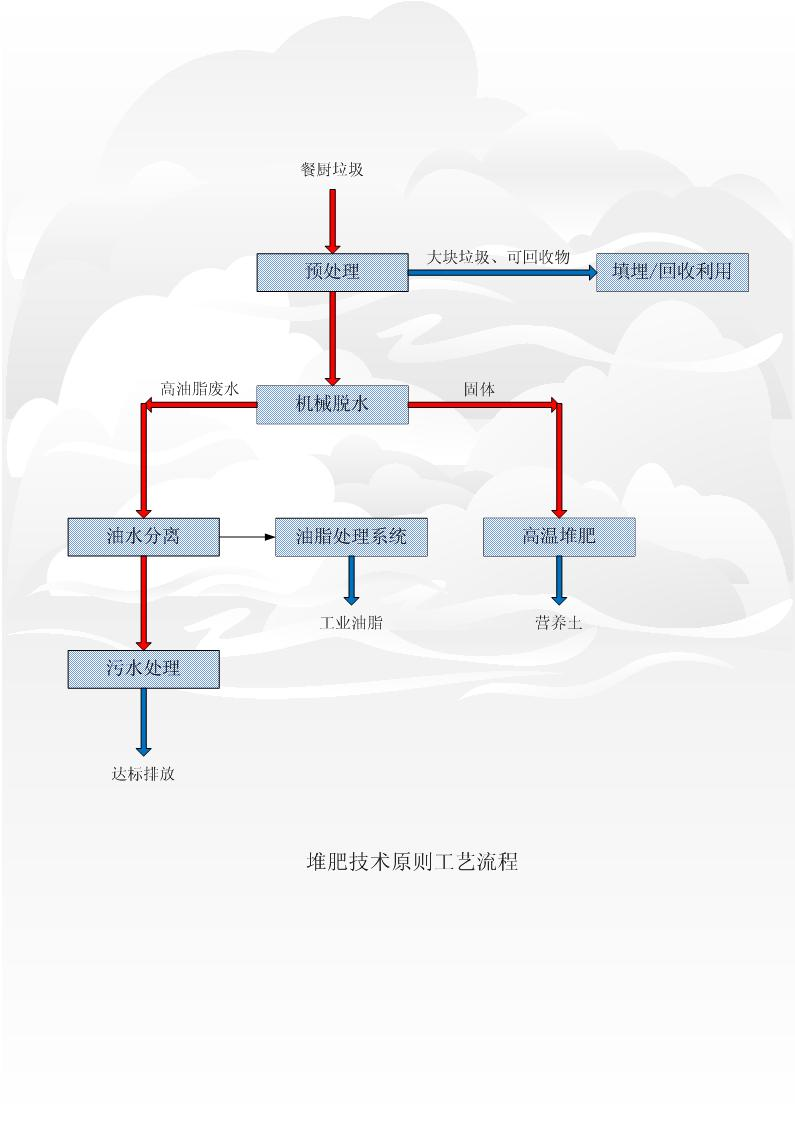 餐厨垃圾
预处理
大块垃圾、可回收物
填埋/回收利用
高油脂废水
机械脱水
固体
油水分离
油脂处理系统
高温堆肥
工业油脂
营养土
污水处理
达标排放
堆肥技术原则工艺流程